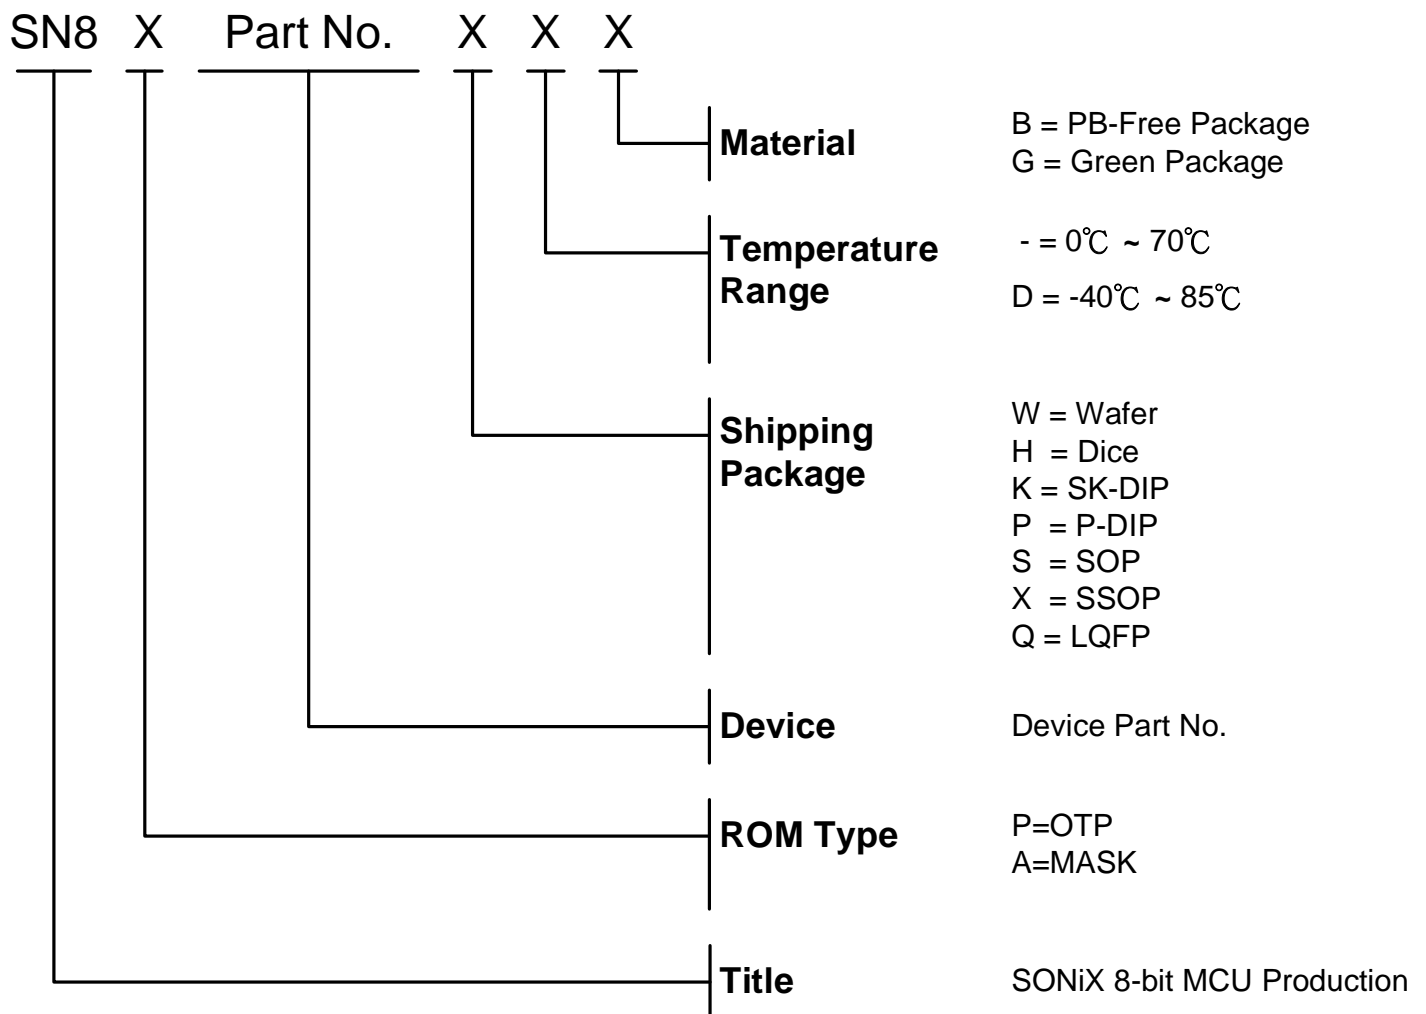 SN8 X Part No. X X X
Material
B = PB-Free Package
G = Green Package
Temperature
Range
- = 0℃ ~ 70℃
D = -40℃ ~ 85℃
Shipping
Package
W = Wafer
H = Dice
K = SK-DIP
P = P-DIP
S = SOP
X = SSOP
Q = LQFP
Device
Device Part No.
ROM Type
P=OTP
A=MASK
Title
SONiX 8-bit MCU Production